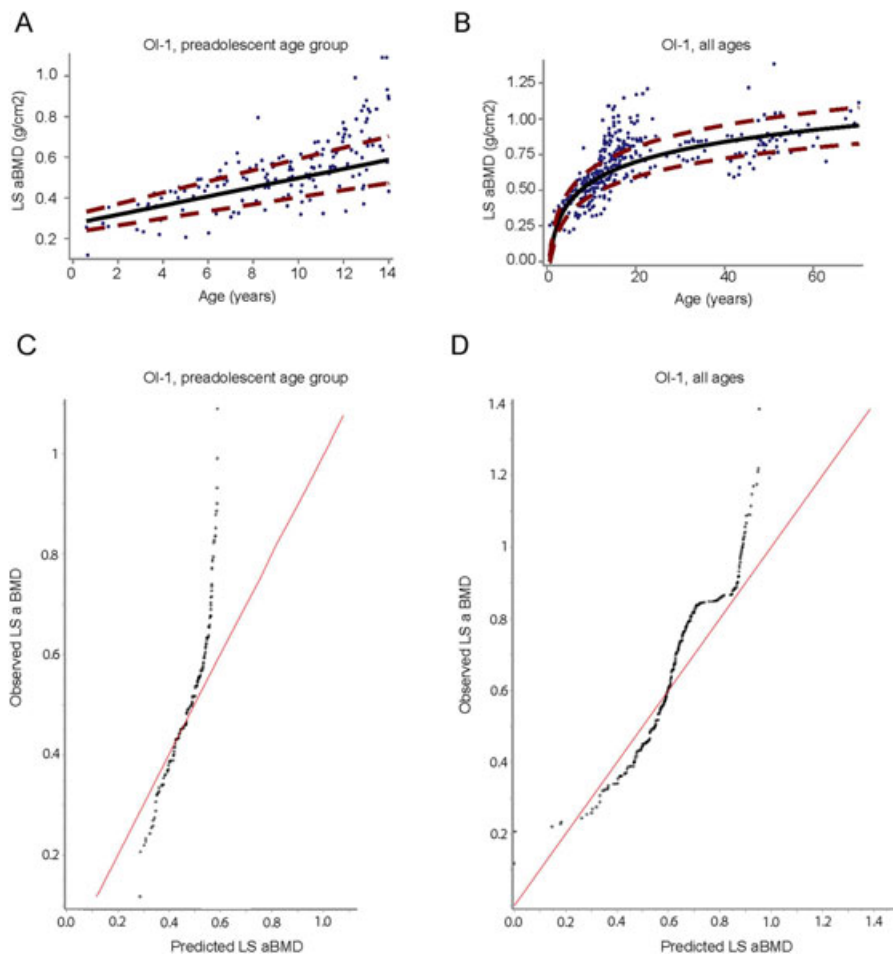 A
OI-1, preadolescent age group
LS aBMD (g/cm2)
1.0
0.8
0.6
0.4
0.2
0 2 4 6 8 10 12 14
Age (years)
B
OI-1, all ages
LS aBMD (g/cm2)
1.25
1.00
0.75
0.50
0.25
0.00
0 20 40 60
Age (years)
C
OI-1, preadolescent age group
Observed LS a BMD
1
0.8
0.6
0.4
0.2
0.0 0.2 0.4 0.6 0.8 1.0
Predicted LS aBMD
D
OI-1, all ages
Observed LS a BMD
1.4
1.2
1
0.8
0.6
0.4
0.2
0.0 0.2 0.4 0.6 0.8 1.0 1.2 1.4
Predicted LS aBMD